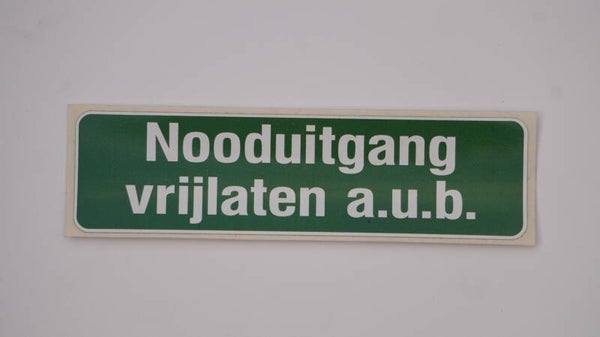 Nooduitgang
vrijlaten a.u.b.